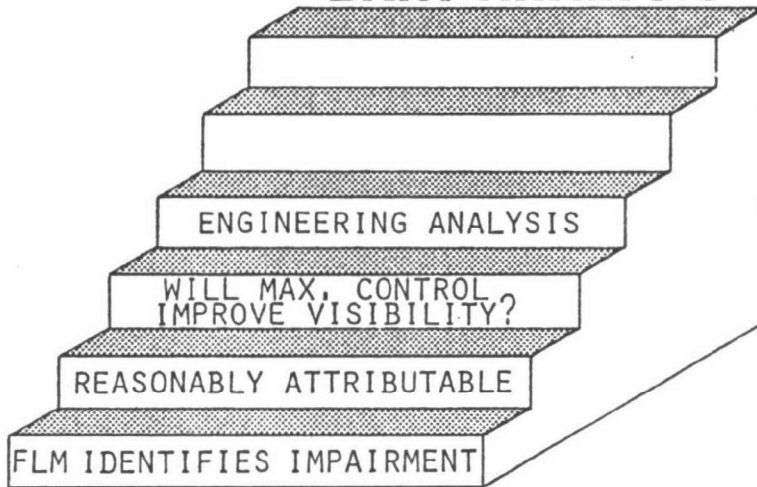 ENGINEERING ANALYSIS
WILL MAX. CONTROL
IMPROVE VISIBILITY?
REASONABLY ATTRIBUTABLE
FLM IDENTIFIES IMPAIRMENT